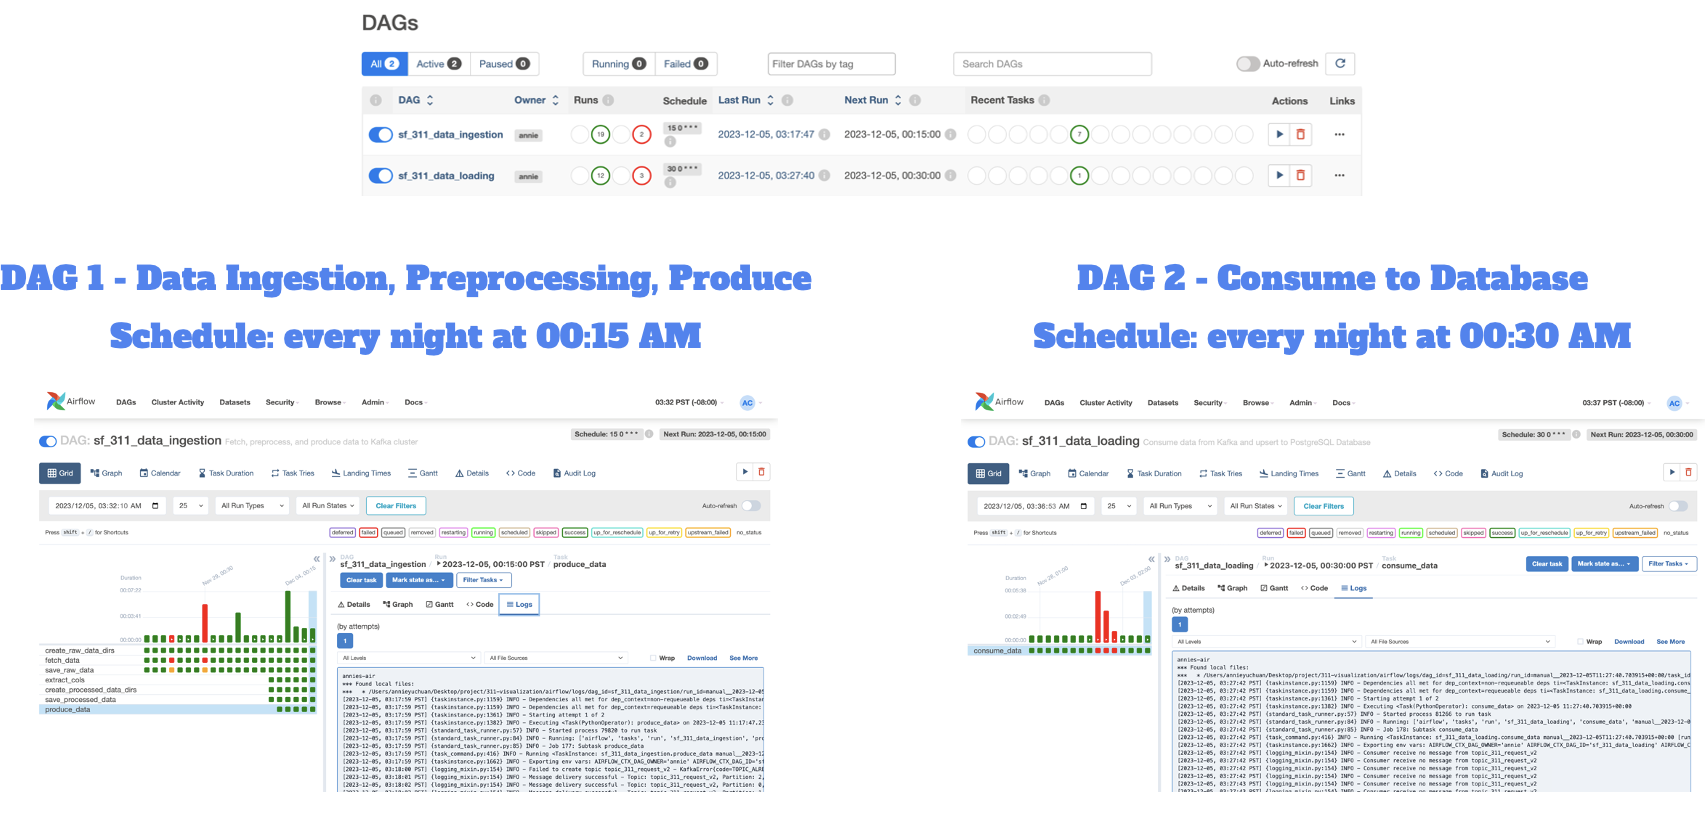 DAGs
All 2 Active 2 Paused 0 Running 0 Failed 0 Filter DAGs by tag Search DAGs Auto-refresh
DAG Owner Runs Schedule Last Run Next Run Recent Tasks Actions Links
sf_311_data_ingestion annie 19 2 15 0 * * * 2023-12-05, 03:17:47 2023-12-05, 00:15:00 7 ...
sf_311_data_loading annie 12 3 30 0 * * * 2023-12-05, 03:27:40 2023-12-05, 00:30:00 1 ...
DAG 1 - Data Ingestion, Preprocessing, Produce
Schedule: every night at 00:15 AM
DAG 2 - Consume to Database
Schedule: every night at 00:30 AM
Airflow DAGs Cluster Activity Datasets Security Browse Admin Docs 03:32 PST (-08:00) AC
DAG: sf_311_data_ingestion Fetch, preprocess, and produce data to Kafka cluster Schedule: 15 0 * * * Next Run: 2023-12-05, 00:15:00
Grid Graph Calendar Task Duration Task Tries Landing Times Gantt Details <> Code Audit Log
2023/12/05, 03:32:10 AM 25 All Run Types All Run States Clear Filters Auto-refresh
Press shift + / for Shortcuts deferred failed queued removed restarting running scheduled skipped success up_for_reschedule up_for_retry upstream_failed no_status
DAG Run Task
sf_311_data_ingestion / 2023-12-05, 00:15:00 PST / produce_data
Clear task Mark state as... Filter Tasks
Details Graph Gantt <> Code Logs
(by attempts)
1
All Levels All File Sources Wrap Download See More
Duration
00:07:22
00:03:41
00:00:00
create_raw_data_dirs
fetch_data
save_raw_data
extract_cols
create_processed_data_dirs
save_processed_data
produce_data
annies-air
*** Found local files:
*** * /Users/annieyuchuan/Desktop/project/311-visualization/airflow/logs/dag_id=sf_311_data_ingestion/run_id=manual__2023-12-05
[2023-12-05, 03:17:59 PST] {taskinstance.py:1159} INFO - Dependencies all met for dep_context=non-requeueable deps ti=<TaskInstance:
[2023-12-05, 03:17:59 PST] {taskinstance.py:1159} INFO - Dependencies all met for dep_context=requeueable deps ti=<TaskInstance:
[2023-12-05, 03:17:59 PST] {taskinstance.py:1361} INFO - Starting attempt 1 of 2
[2023-12-05, 03:17:59 PST] {taskinstance.py:1382} INFO - Executing <Task(PythonOperator): produce_data> on 2023-12-05 11:17:47.23
[2023-12-05, 03:17:59 PST] {standard_task_runner.py:57} INFO - Started process 79820 to run task
[2023-12-05, 03:17:59 PST] {standard_task_runner.py:84} INFO - Running: ['airflow', 'tasks', 'run', 'sf_311_data_ingestion', 'pr
[2023-12-05, 03:17:59 PST] {standard_task_runner.py:85} INFO - Job 177: Subtask produce_data
[2023-12-05, 03:17:59 PST] {task_command.py:416} INFO - Running <TaskInstance: sf_311_data_ingestion.produce_data manual__2023-12
[2023-12-05, 03:17:59 PST] {taskinstance.py:1662} INFO - Exporting env vars: AIRFLOW_CTX_DAG_OWNER='annie' AIRFLOW_CTX_DAG_ID='sf
[2023-12-05, 03:18:00 PST] {logging_mixin.py:154} INFO - Failed to create topic topic_311_request_v2 - KafkaError{code=TOPIC_ALRE
[2023-12-05, 03:18:01 PST] {logging_mixin.py:154} INFO - Message delivery successful - Topic: topic_311_request_v2, Partition: 2,
[2023-12-05, 03:18:02 PST] {logging_mixin.py:154} INFO - Message delivery successful - Topic: topic_311_request_v2, Partition: 0,
Airflow DAGs Cluster Activity Datasets Security Browse Admin Docs 03:37 PST (-08:00) AC
DAG: sf_311_data_loading Consume data from Kafka and upsert to PostgreSQL Database Schedule: 30 0 * * * Next Run: 2023-12-05, 00:30:00
Grid Graph Calendar Task Duration Task Tries Landing Times Gantt Details <> Code Audit Log
2023/12/05, 03:36:53 AM 25 All Run Types All Run States Clear Filters Auto-refresh
Press shift + / for Shortcuts deferred failed queued removed restarting running scheduled skipped success up_for_reschedule up_for_retry upstream_failed no_status
DAG Run Task
sf_311_data_loading / 2023-12-05, 00:30:00 PST / consume_data Clear task Mark state as... Filter Tasks
Details Graph Gantt <> Code Logs
(by attempts)
1
All Levels All File Sources Wrap Download See More
Duration
00:05:38
00:02:49
00:00:00
consume_data
annies-air
*** Found local files:
*** * /Users/annieyuchuan/Desktop/project/311-visualization/airflow/logs/dag_id=sf_311_data_loading/run_id=manual__2023-12-05T11:27:40.703915+00:00/task_id
[2023-12-05, 03:27:42 PST] {taskinstance.py:1159} INFO - Dependencies all met for dep_context=non-requeueable deps ti=<TaskInstance: sf_311_data_loading.cons
[2023-12-05, 03:27:42 PST] {taskinstance.py:1159} INFO - Dependencies all met for dep_context=requeueable deps ti=<TaskInstance: sf_311_data_loading.consume_
[2023-12-05, 03:27:42 PST] {taskinstance.py:1361} INFO - Starting attempt 1 of 2
[2023-12-05, 03:27:42 PST] {taskinstance.py:1382} INFO - Executing <Task(PythonOperator): consume_data> on 2023-12-05 11:27:40.703915+00:00
[2023-12-05, 03:27:42 PST] {standard_task_runner.py:57} INFO - Started process 81266 to run task
[2023-12-05, 03:27:42 PST] {standard_task_runner.py:84} INFO - Running: ['airflow', 'tasks', 'run', 'sf_311_data_loading', 'consume_data', 'manual__2023-12-0
[2023-12-05, 03:27:42 PST] {standard_task_runner.py:85} INFO - Job 178: Subtask consume_data
[2023-12-05, 03:27:42 PST] {task_command.py:416} INFO - Running <TaskInstance: sf_311_data_loading.consume_data manual__2023-12-05T11:27:40.703915+00:00 [run
[2023-12-05, 03:27:42 PST] {taskinstance.py:1662} INFO - Exporting env vars: AIRFLOW_CTX_DAG_OWNER='annie' AIRFLOW_CTX_DAG_ID='sf_311_data_loading' AIRFLOW_C
[2023-12-05, 03:27:42 PST] {logging_mixin.py:154} INFO - Consumer receive no message from topic_311_request_v2
[2023-12-05, 03:27:42 PST] {logging_mixin.py:154} INFO - Consumer receive no message from topic_311_request_v2
[2023-12-05, 03:27:42 PST] {logging_mixin.py:154} INFO - Consumer receive no message from topic_311_request_v2
[2023-12-05, 03:27:43 PST] {logging_mixin.py:154} INFO - Consumer receive no message from topic_311_request_v2